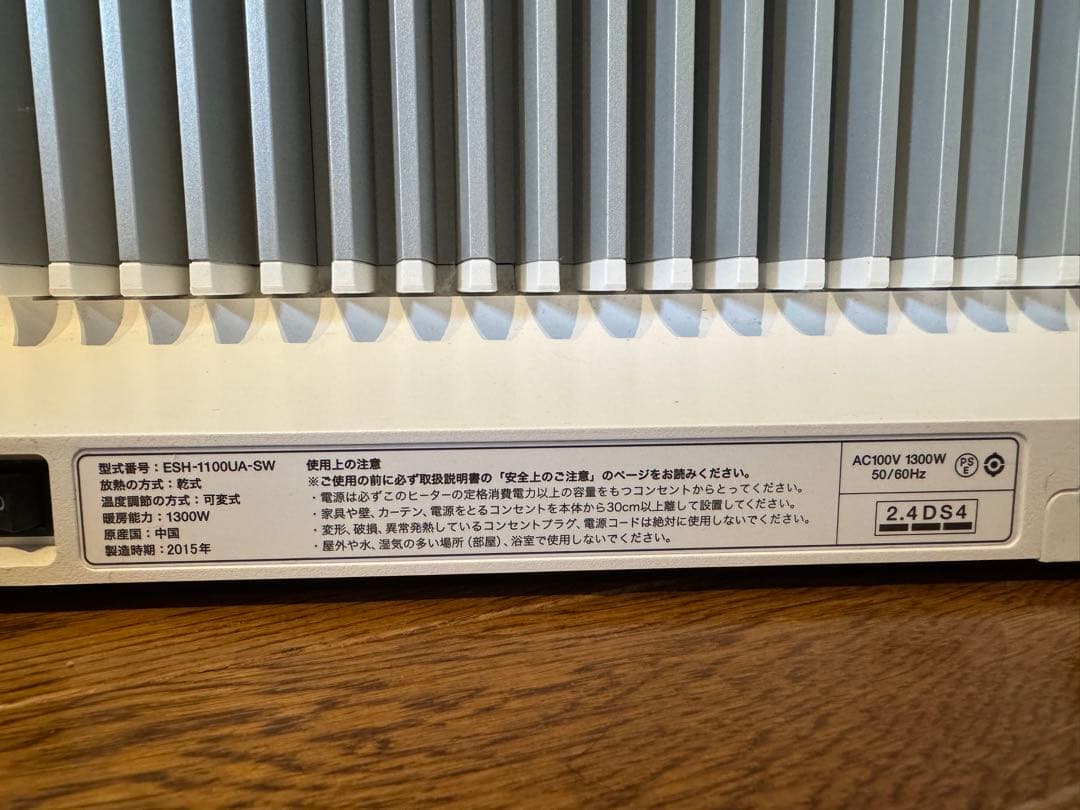 型式番号：ESH-1100UA-SW
放熱の方式：乾式
温度調節の方式：可変式
暖房能力：1300W
原産国：中国
製造時期：2015年
使用上の注意
※ご使用の前に必ず取扱説明書の「安全上のご注意」のページをお読みください。
・電源は必ずこのヒーターの定格消費電力以上の容量をもつコンセントからとってください。
・家具や壁、カーテン、電源をとるコンセントを本体から30cm以上離して設置してください。
・変形、破損、異常発熱しているコンセントプラグ、電源コードは絶対に使用しないでください。
・屋外や水、湿気の多い場所（部屋）、浴室で使用しないでください。
AC100V 1300W
50/60Hz
PS
E
2.4DS4